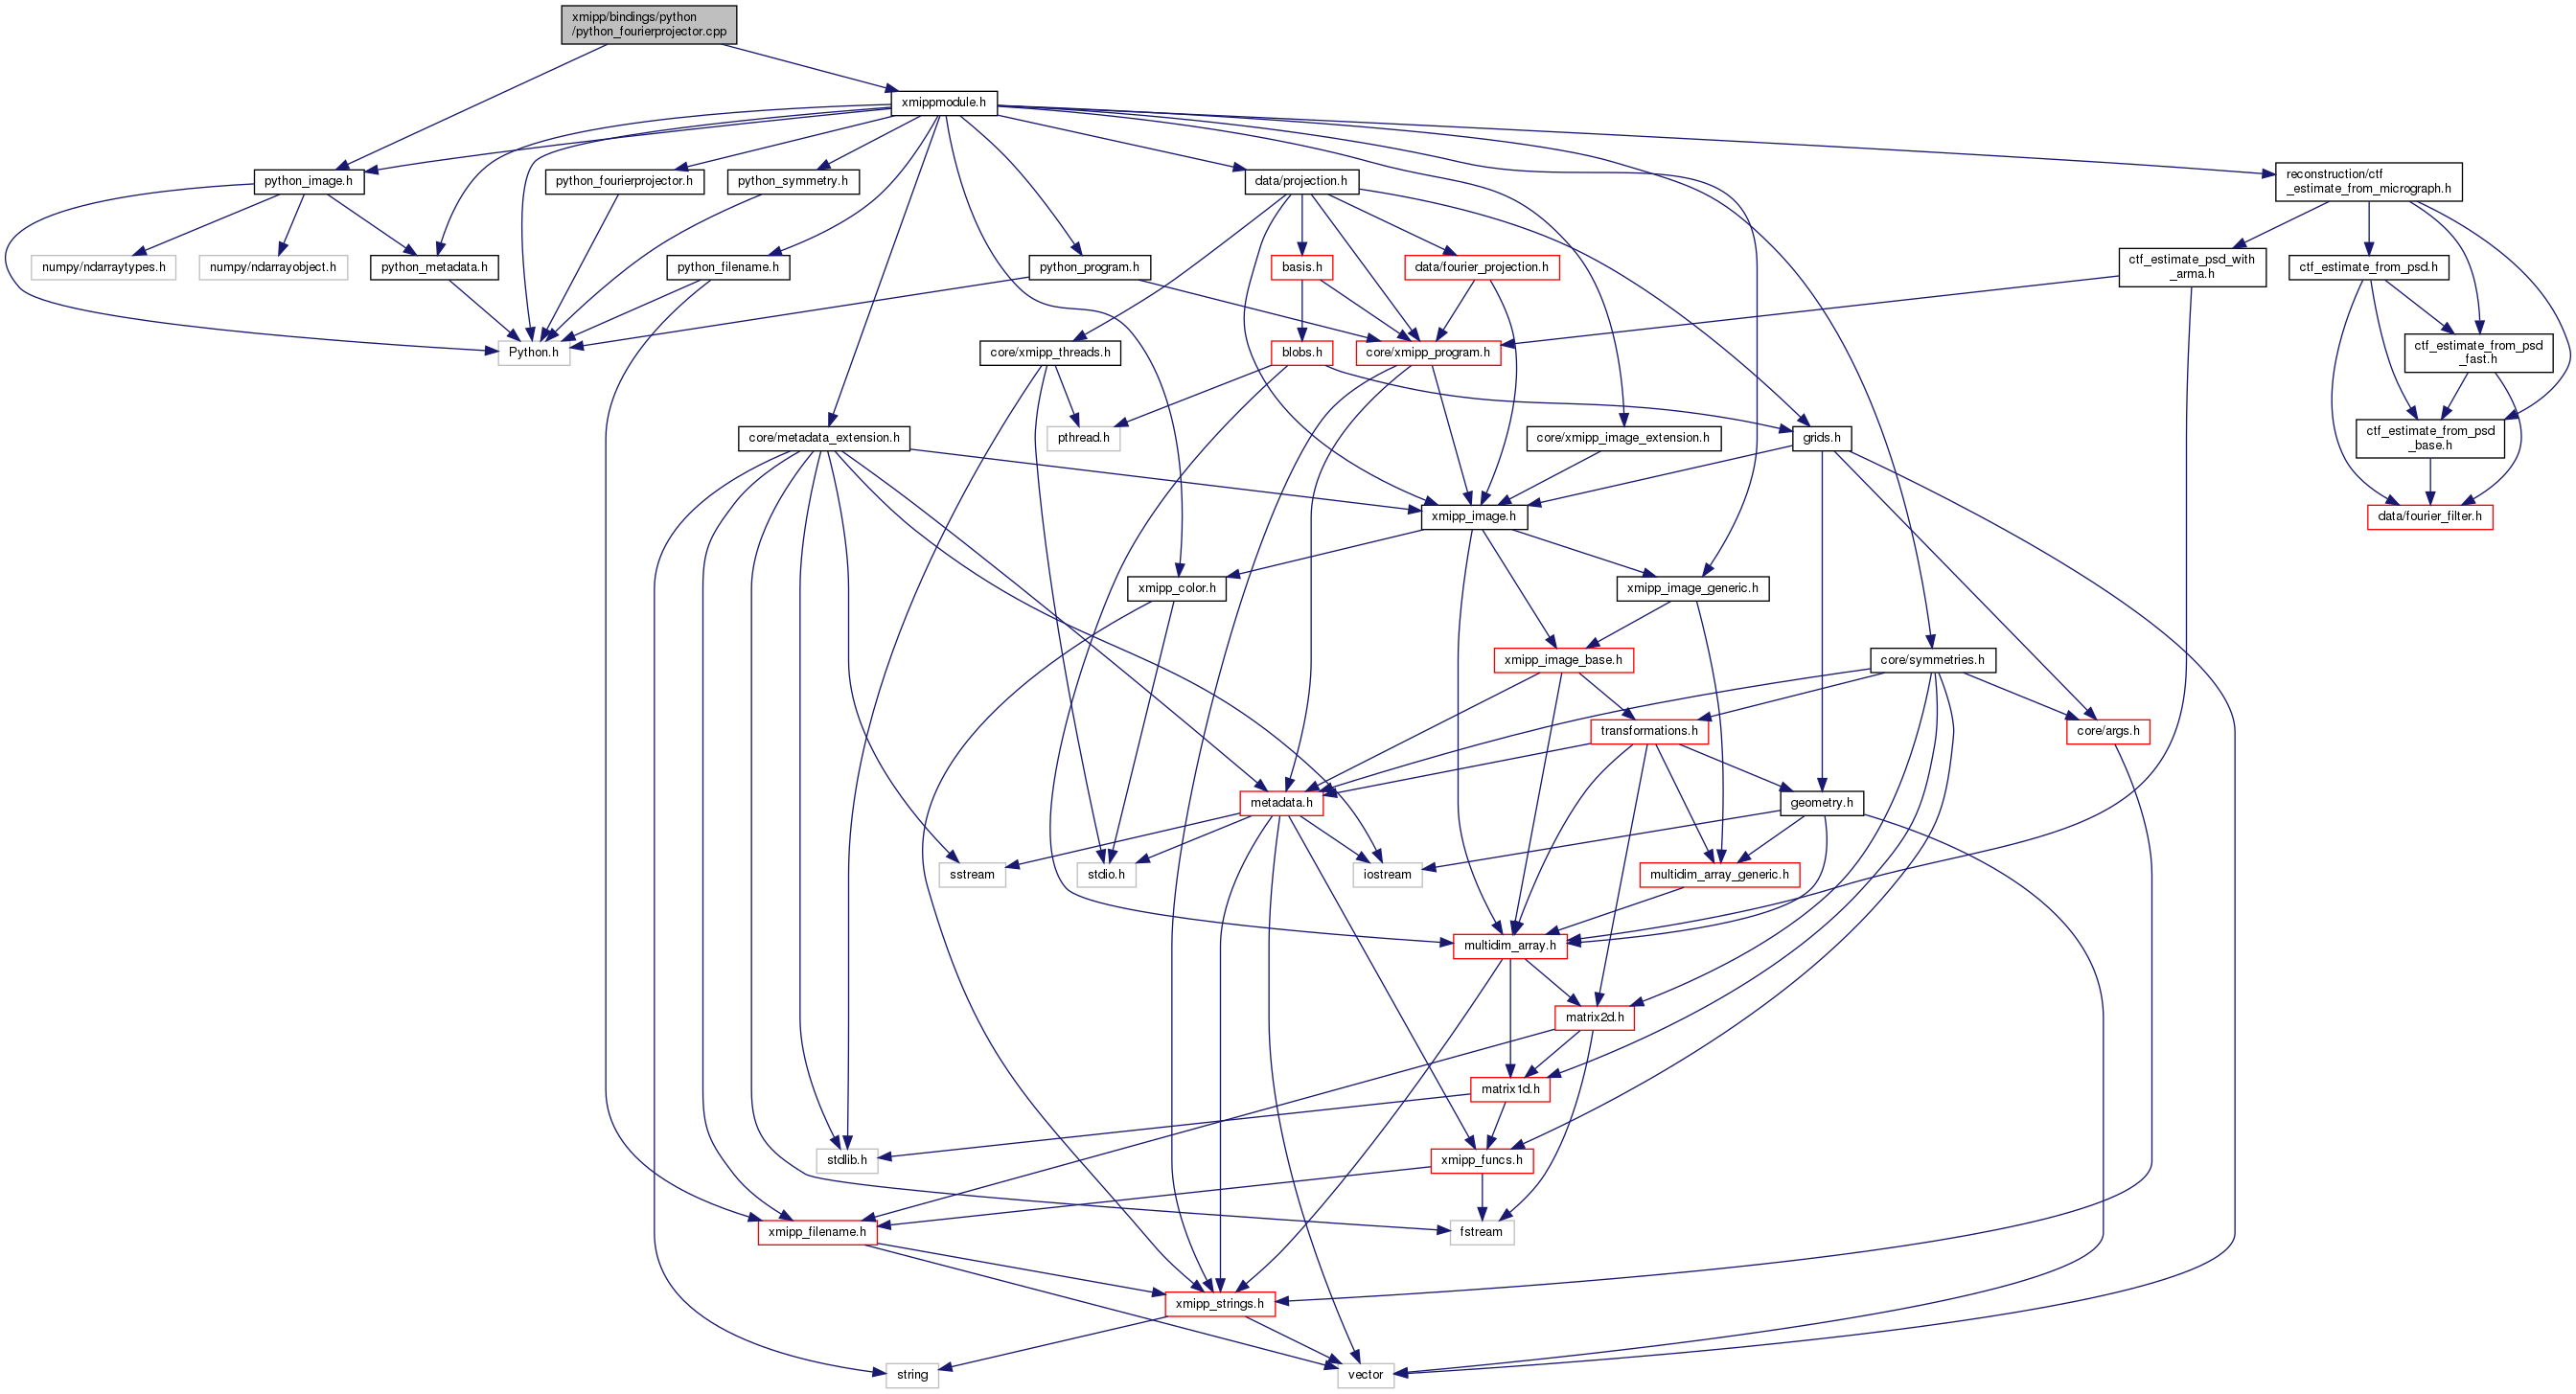 xmipp/bindings/python
/python_fourierprojector.cpp
xmippmodule.h
python_image.h
python_fourierprojector.h
python_symmetry.h
data/projection.h
reconstruction/ctf
_estimate_from_micrograph.h
numpy/ndarraytypes.h
numpy/ndarrayobject.h
python_metadata.h
python_filename.h
python_program.h
basis.h
data/fourier_projection.h
ctf_estimate_psd_with
_arma.h
ctf_estimate_from_psd.h
Python.h
core/xmipp_threads.h
blobs.h
core/xmipp_program.h
ctf_estimate_from_psd
_fast.h
core/metadata_extension.h
pthread.h
core/xmipp_image_extension.h
grids.h
ctf_estimate_from_psd
_base.h
xmipp_image.h
data/fourier_filter.h
xmipp_color.h
xmipp_image_generic.h
xmipp_image_base.h
core/symmetries.h
transformations.h
core/args.h
metadata.h
geometry.h
sstream
stdio.h
iostream
multidim_array_generic.h
multidim_array.h
matrix2d.h
matrix1d.h
stdlib.h
xmipp_funcs.h
xmipp_filename.h
fstream
xmipp_strings.h
string
vector